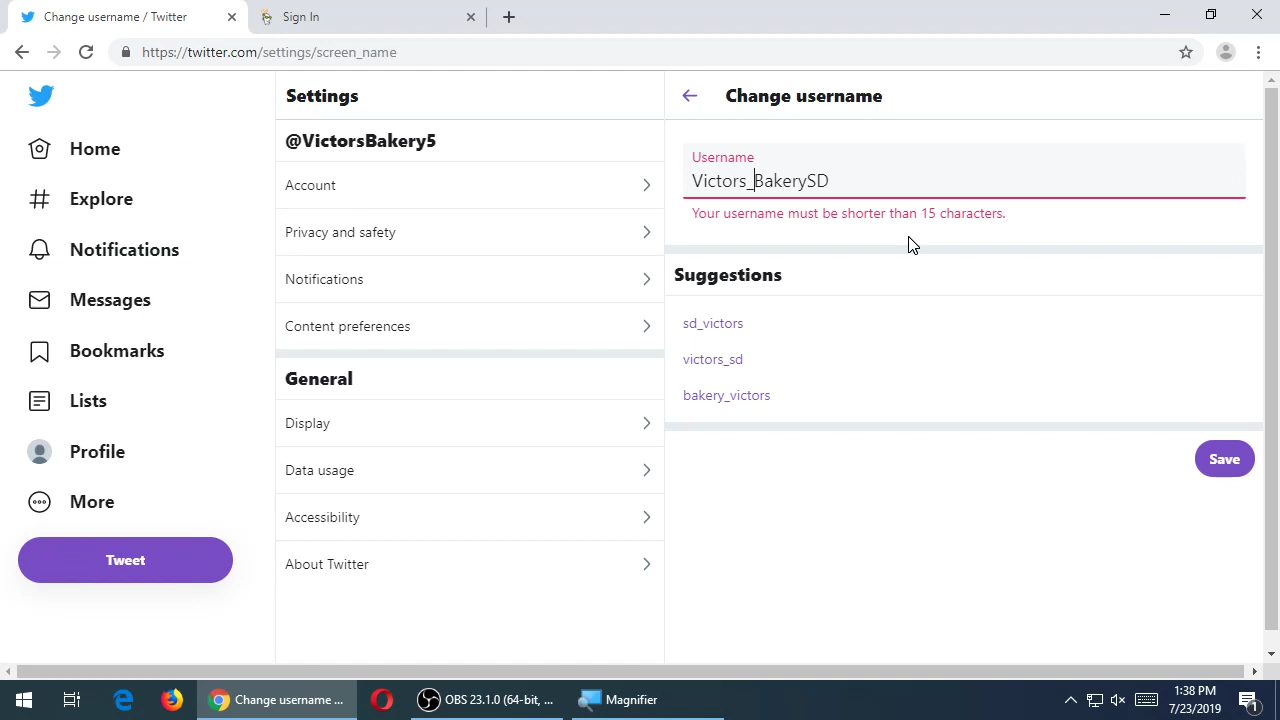 Change username / Twitter
Sign In
https://twitter.com/settings/screen_name
Home
Explore
Notifications
Messages
Bookmarks
Lists
Profile
More
Tweet
Settings
@VictorsBakery5
Account
Privacy and safety
Notifications
Content preferences
General
Display
Data usage
Accessibility
About Twitter
Change username
Username
Victors_BakerySD
Your username must be shorter than 15 characters.
Suggestions
sd_victors
victors_sd
bakery_victors
Save
Change username ...
OBS 23.1.0 (64-bit, ...
Magnifier
1:38 PM
7/23/2019
1